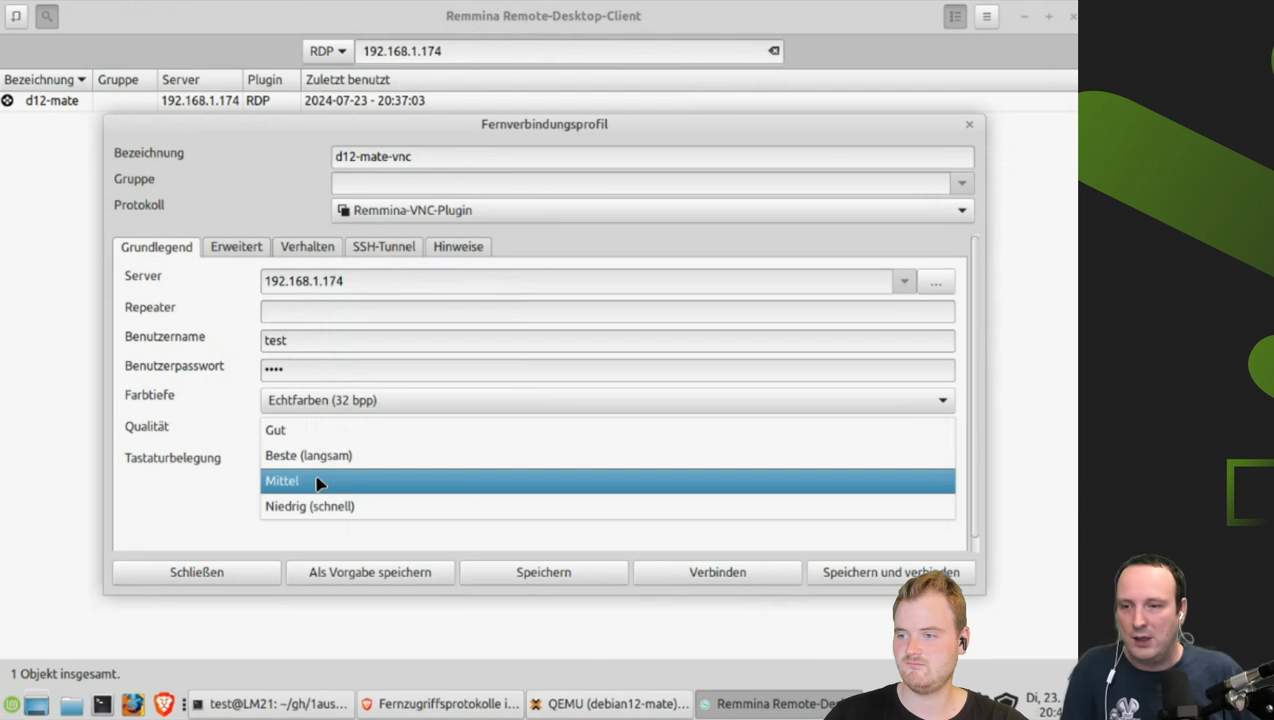 Remmina Remote-Desktop-Client
RDP 192.168.1.174
Bezeichnung Gruppe Server Plugin Zuletzt benutzt
d12-mate 192.168.1.174 RDP 2024-07-23 - 20:37:03
Fernverbindungsprofil
Bezeichnung d12-mate-vnc
Gruppe
Protokoll Remmina-VNC-Plugin
Grundlegend Erweitert Verhalten SSH-Tunnel Hinweise
Server 192.168.1.174 ...
Repeater
Benutzername test
Benutzerpasswort ••••
Farbtiefe Echtfarben (32 bpp)
Qualität Gut
Beste (langsam)
Tastaturbelegung
Mittel
Niedrig (schnell)
Schließen Als Vorgabe speichern Speichern Verbinden Speichern und verbinden
1 Objekt insgesamt.
test@LM21: ~/gh/1aus... Fernzugriffsprotokolle i... QEMU (debian12-mate)... Remmina Remote-De Di, 23.
20:4